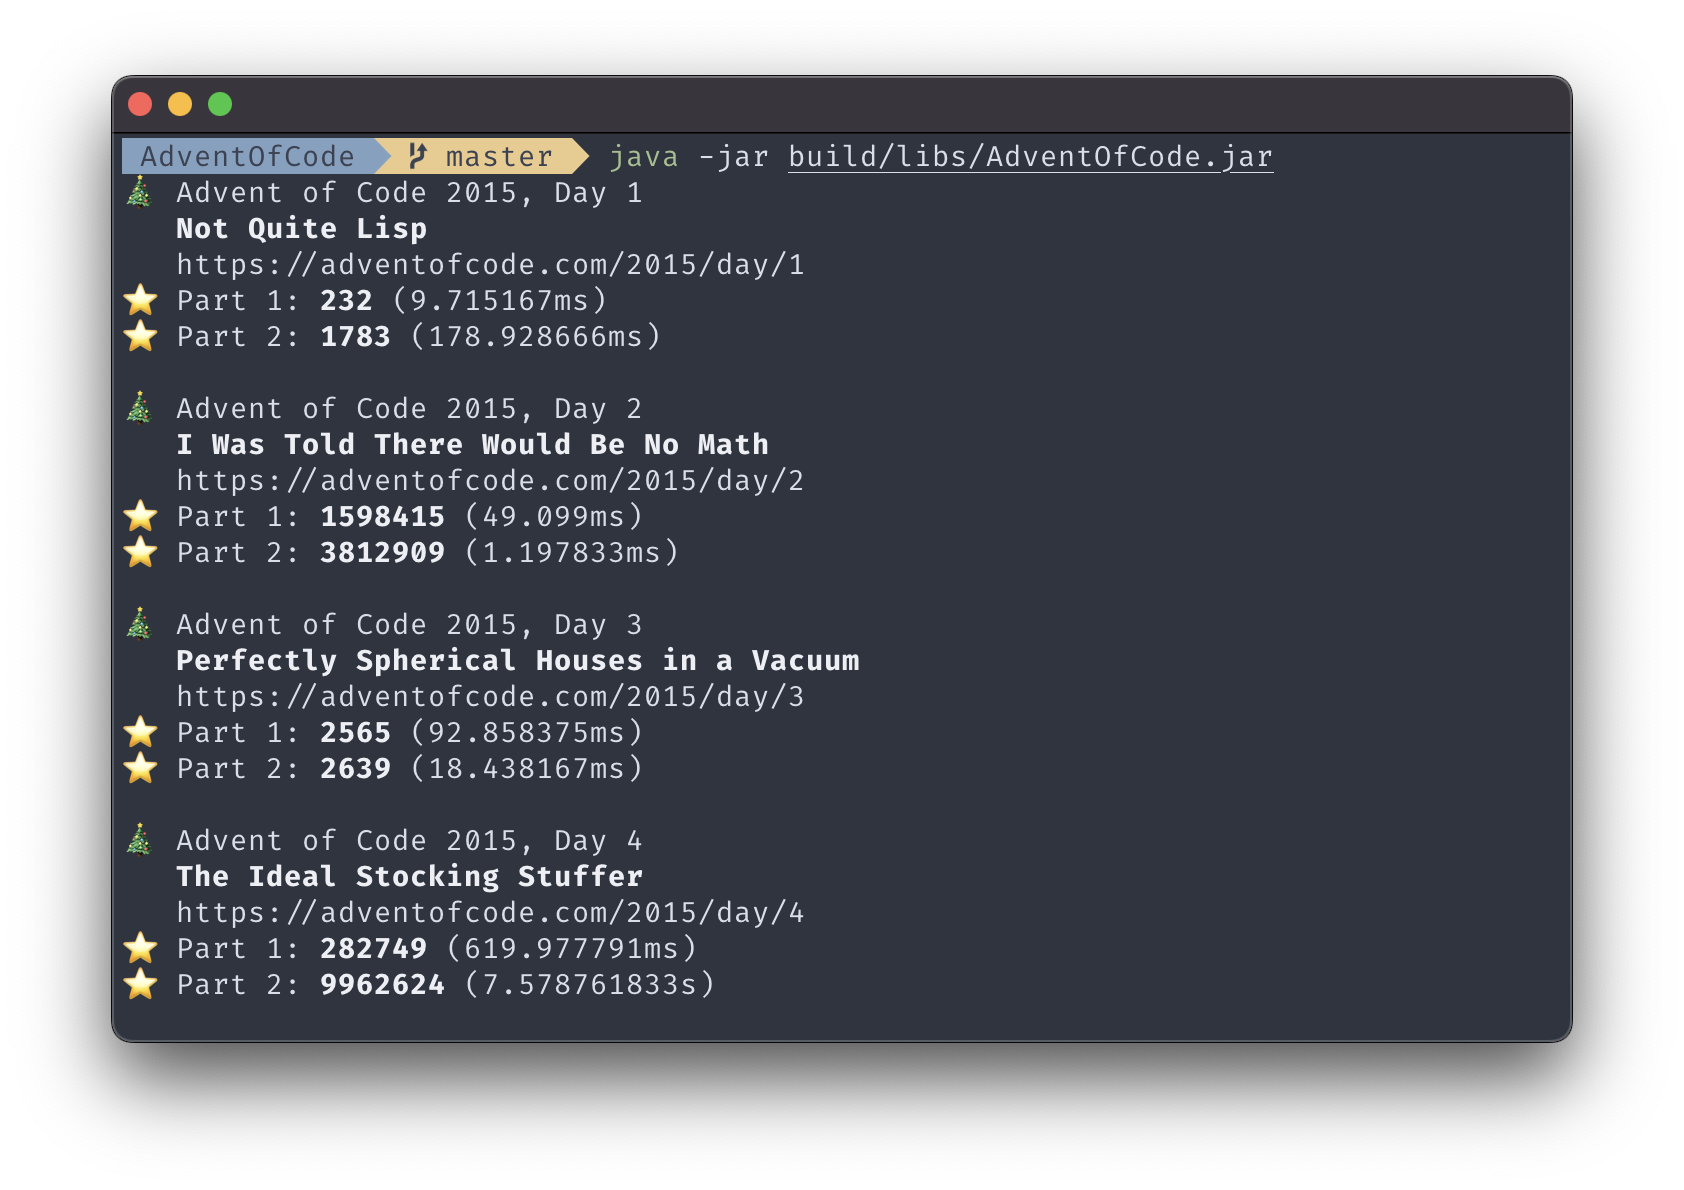 AdventOfCode master java -jar build/libs/AdventOfCode.jar
🎄 Advent of Code 2015, Day 1
Not Quite Lisp
https://adventofcode.com/2015/day/1
⭐ Part 1: 232 (9.715167ms)
⭐ Part 2: 1783 (178.928666ms)
🎄 Advent of Code 2015, Day 2
I Was Told There Would Be No Math
https://adventofcode.com/2015/day/2
⭐ Part 1: 1598415 (49.099ms)
⭐ Part 2: 3812909 (1.197833ms)
🎄 Advent of Code 2015, Day 3
Perfectly Spherical Houses in a Vacuum
https://adventofcode.com/2015/day/3
⭐ Part 1: 2565 (92.858375ms)
⭐ Part 2: 2639 (18.438167ms)
🎄 Advent of Code 2015, Day 4
The Ideal Stocking Stuffer
https://adventofcode.com/2015/day/4
⭐ Part 1: 282749 (619.977791ms)
⭐ Part 2: 9962624 (7.578761833s)